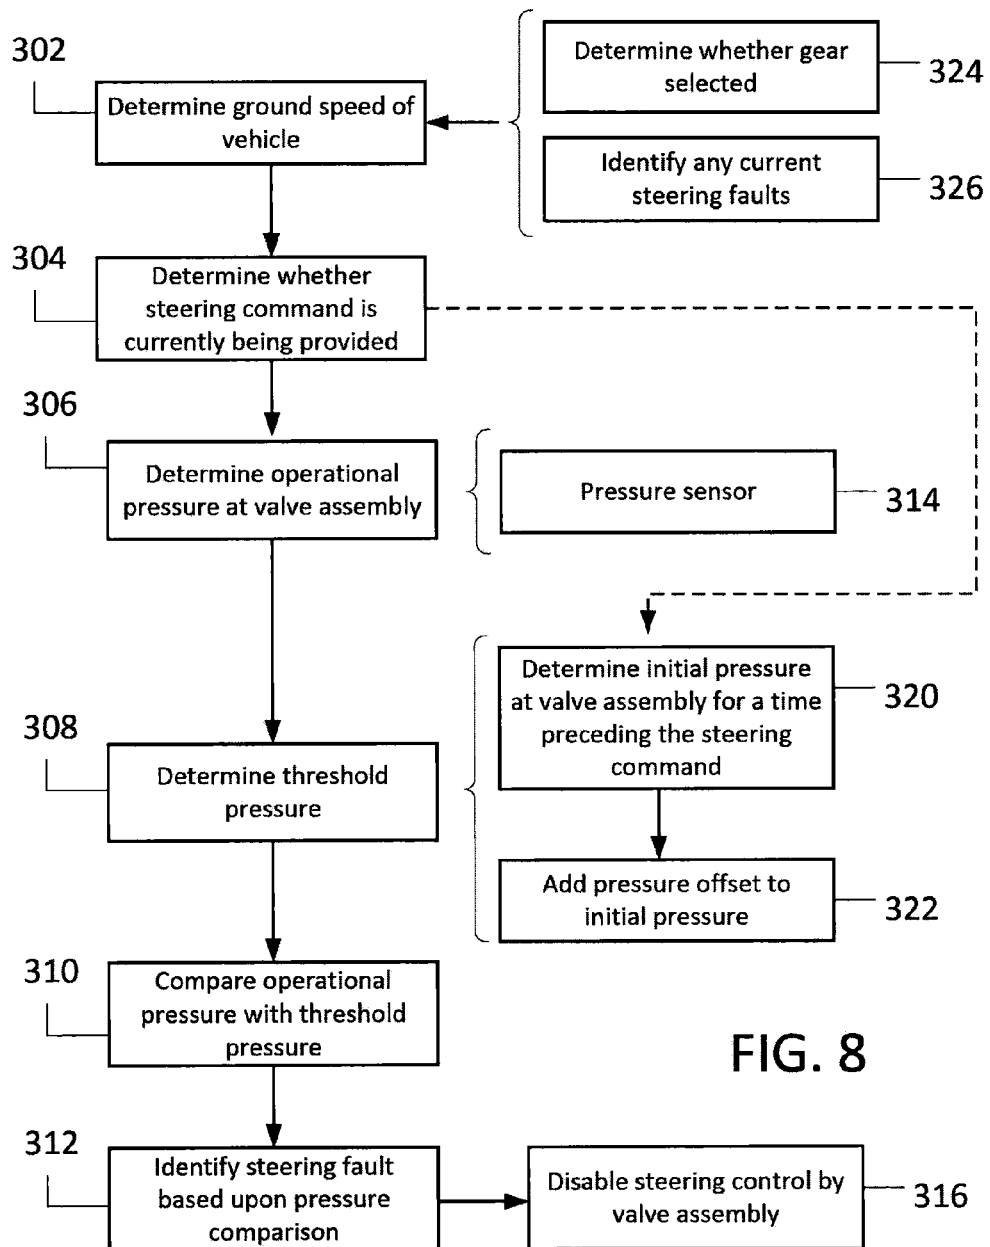 302
Determine ground speed of
vehicle
Determine whether gear
selected
324
Identify any current
steering faults
326
304
Determine whether
steering command is
currently being provided
306
Determine operational
pressure at valve assembly
Pressure sensor
314
308
Determine threshold
pressure
Determine initial pressure
at valve assembly for a time
preceding the steering
command
320
Add pressure offset to
initial pressure
322
310
Compare operational
pressure with threshold
pressure
FIG. 8
312
Identify steering fault
based upon pressure
comparison
Disable steering control by
valve assembly
316